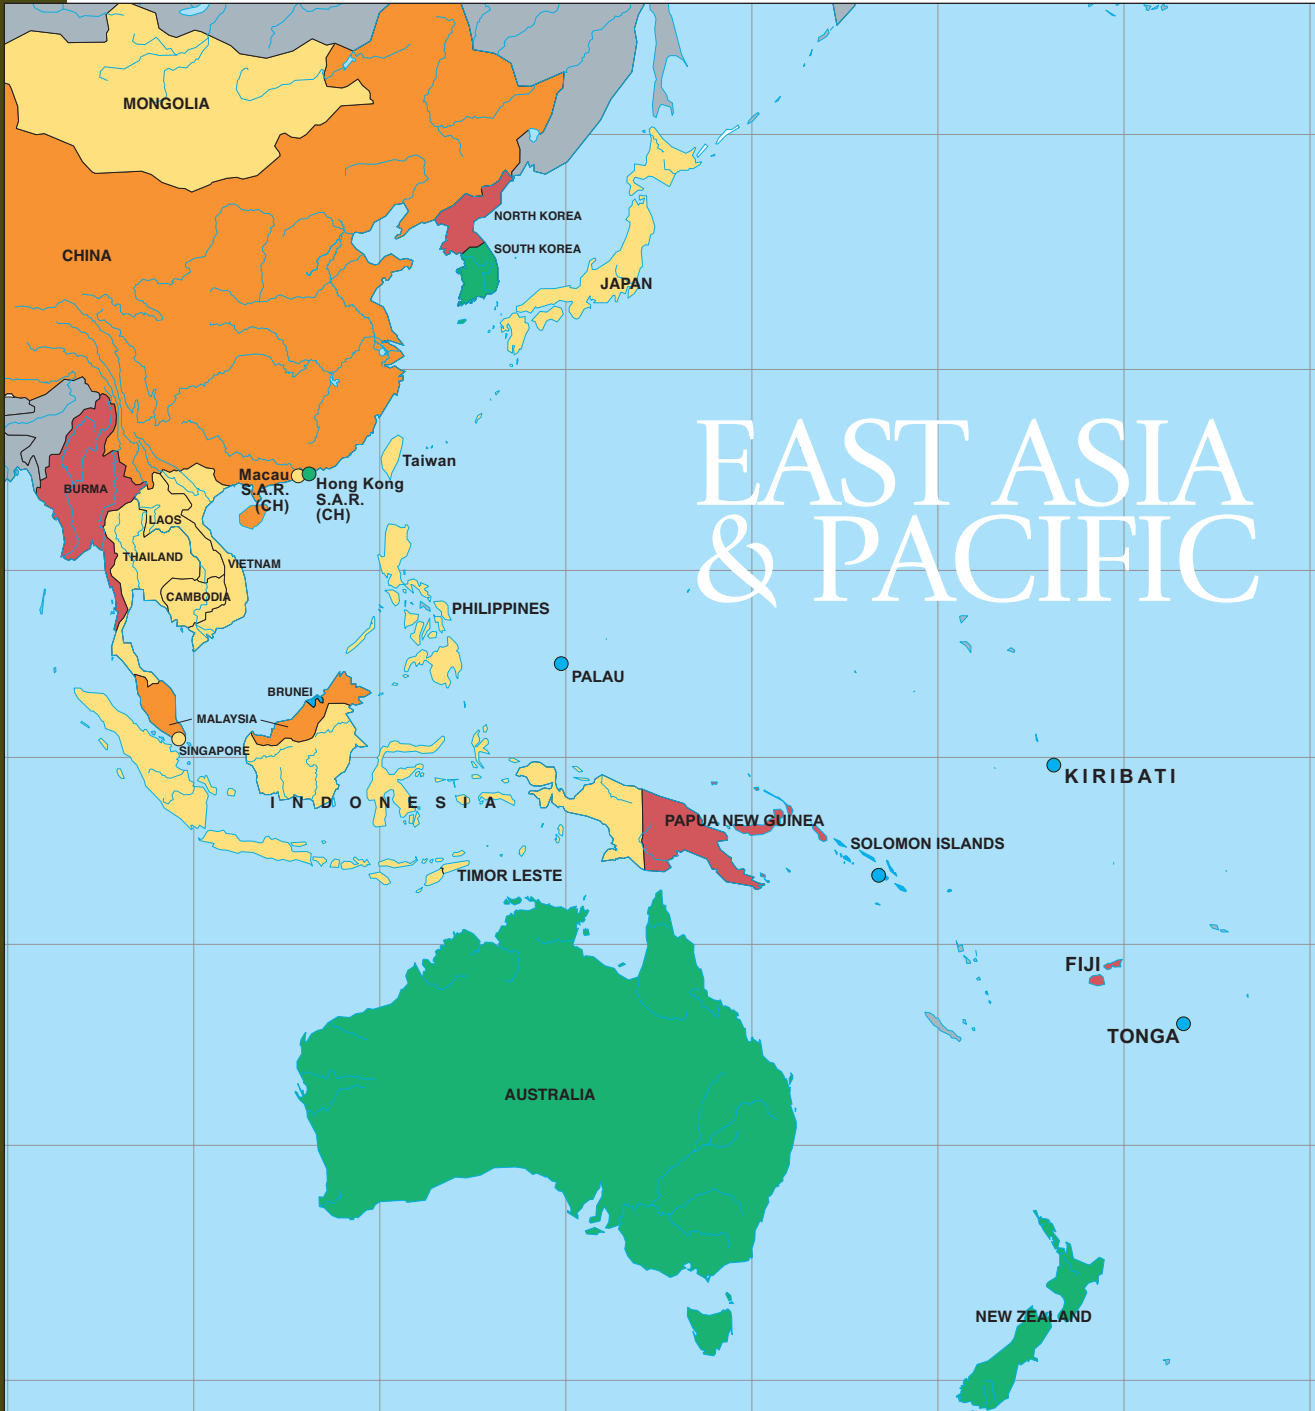 MONGOLIA
NORTH KOREA
SOUTH KOREA
CHINA
JAPAN
EAST ASIA
& PACIFIC
Taiwan
Macau
S.A.R.
(CH)
Hong Kong
S.A.R.
(CH)
BURMA
LAOS
THAILAND
VIETNAM
CAMBODIA
PHILIPPINES
PALAU
BRUNEI
MALAYSIA
SINGAPORE
KIRIBATI
INDONESIA
PAPUA NEW GUINEA
SOLOMON ISLANDS
TIMOR LESTE
FIJI
TONGA
AUSTRALIA
NEW ZEALAND